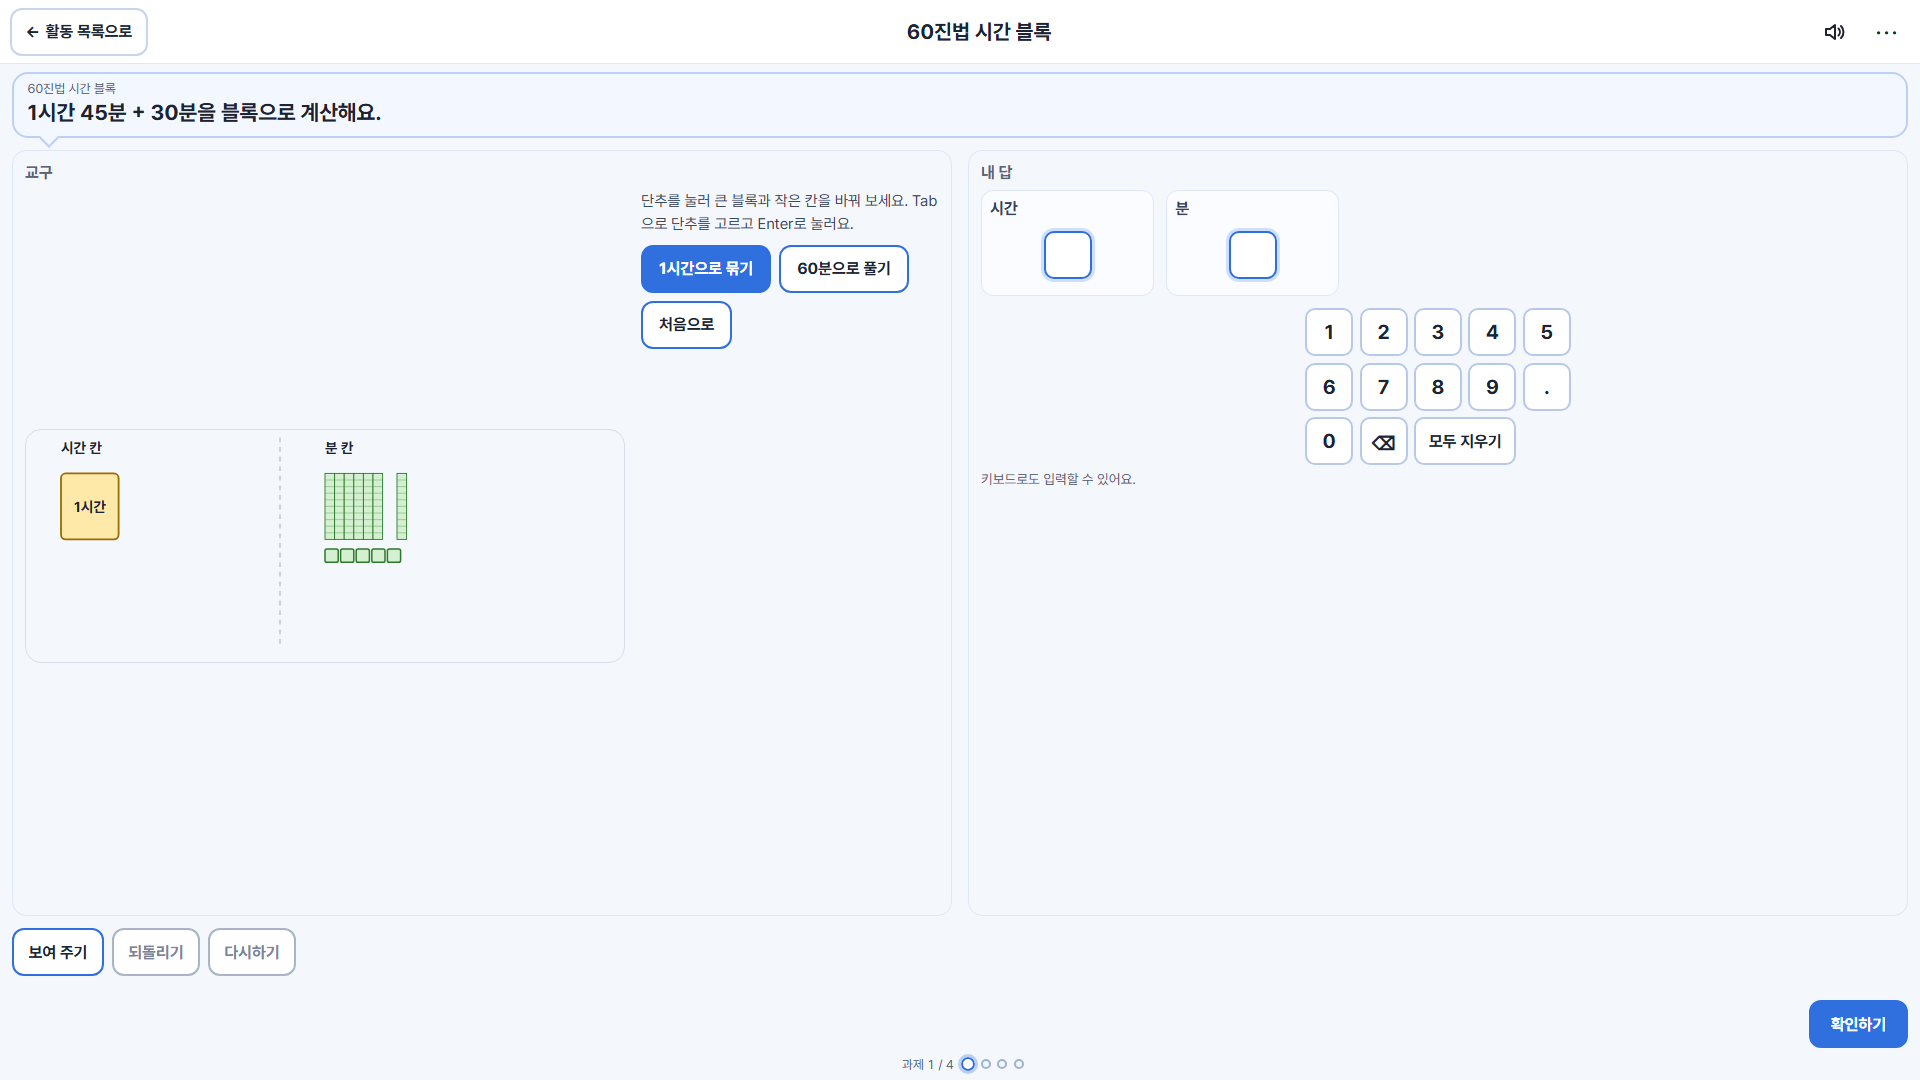 ← 활동 목록으로
60진법 시간 블록
60진법 시간 블록
1시간 45분 + 30분을 블록으로 계산해요.
교구
단추를 눌러 큰 블록과 작은 칸을 바꿔 보세요. Tab
으로 단추를 고르고 Enter로 눌러요.
1시간으로 묶기
60분으로 풀기
처음으로
시간 칸
분 칸
1시간
내 답
시간
분
1 2 3 4 5
6 7 8 9 .
0 ⌫ 모두 지우기
키보드로도 입력할 수 있어요.
보여 주기
되돌리기
다시하기
확인하기
과제 1 / 4